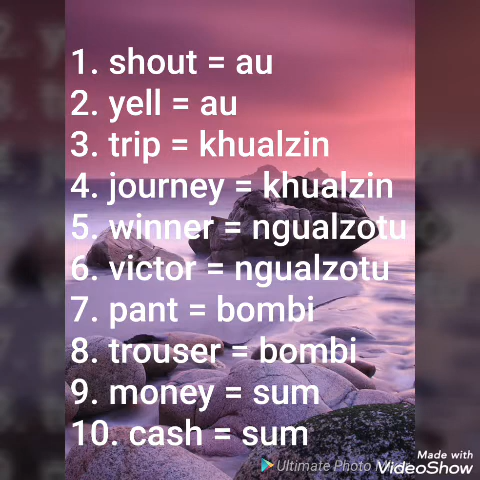 1. shout = au
2. yell = au
3. trip = khualzin
4. journey = khualzin
5. winner = ngualzotu
6. victor = ngualzotu
7. pant = bombi
8. trouser = bombi
9. money = sum
10. cash = sum
Ultimate Photo
Made with
VideoShow